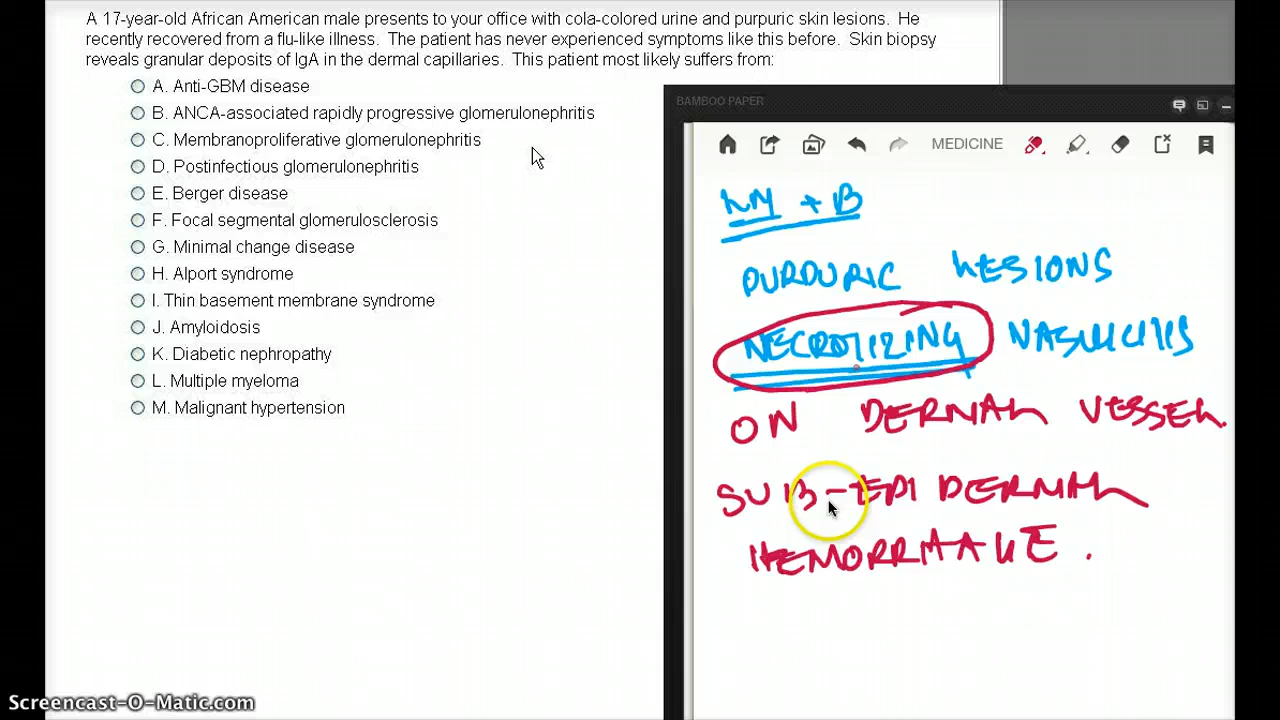 A 17-year-old African American male presents to your office with cola-colored urine and purpuric skin lesions. He
recently recovered from a flu-like illness. The patient has never experienced symptoms like this before. Skin biopsy
reveals granular deposits of IgA in the dermal capillaries. This patient most likely suffers from:
A. Anti-GBM disease
B. ANCA-associated rapidly progressive glomerulonephritis
C. Membranoproliferative glomerulonephritis
D. Postinfectious glomerulonephritis
E. Berger disease
F. Focal segmental glomerulosclerosis
G. Minimal change disease
H. Alport syndrome
I. Thin basement membrane syndrome
J. Amyloidosis
K. Diabetic nephropathy
L. Multiple myeloma
M. Malignant hypertension
BAMBOO PAPER
MEDICINE
+ B
PURPURIC LESIONS
NECROTIZING
ON DERMAL VESSEL.
SUB-EPIDERMAL
HEMORRHAGE.
Screencast-O-Matic.com